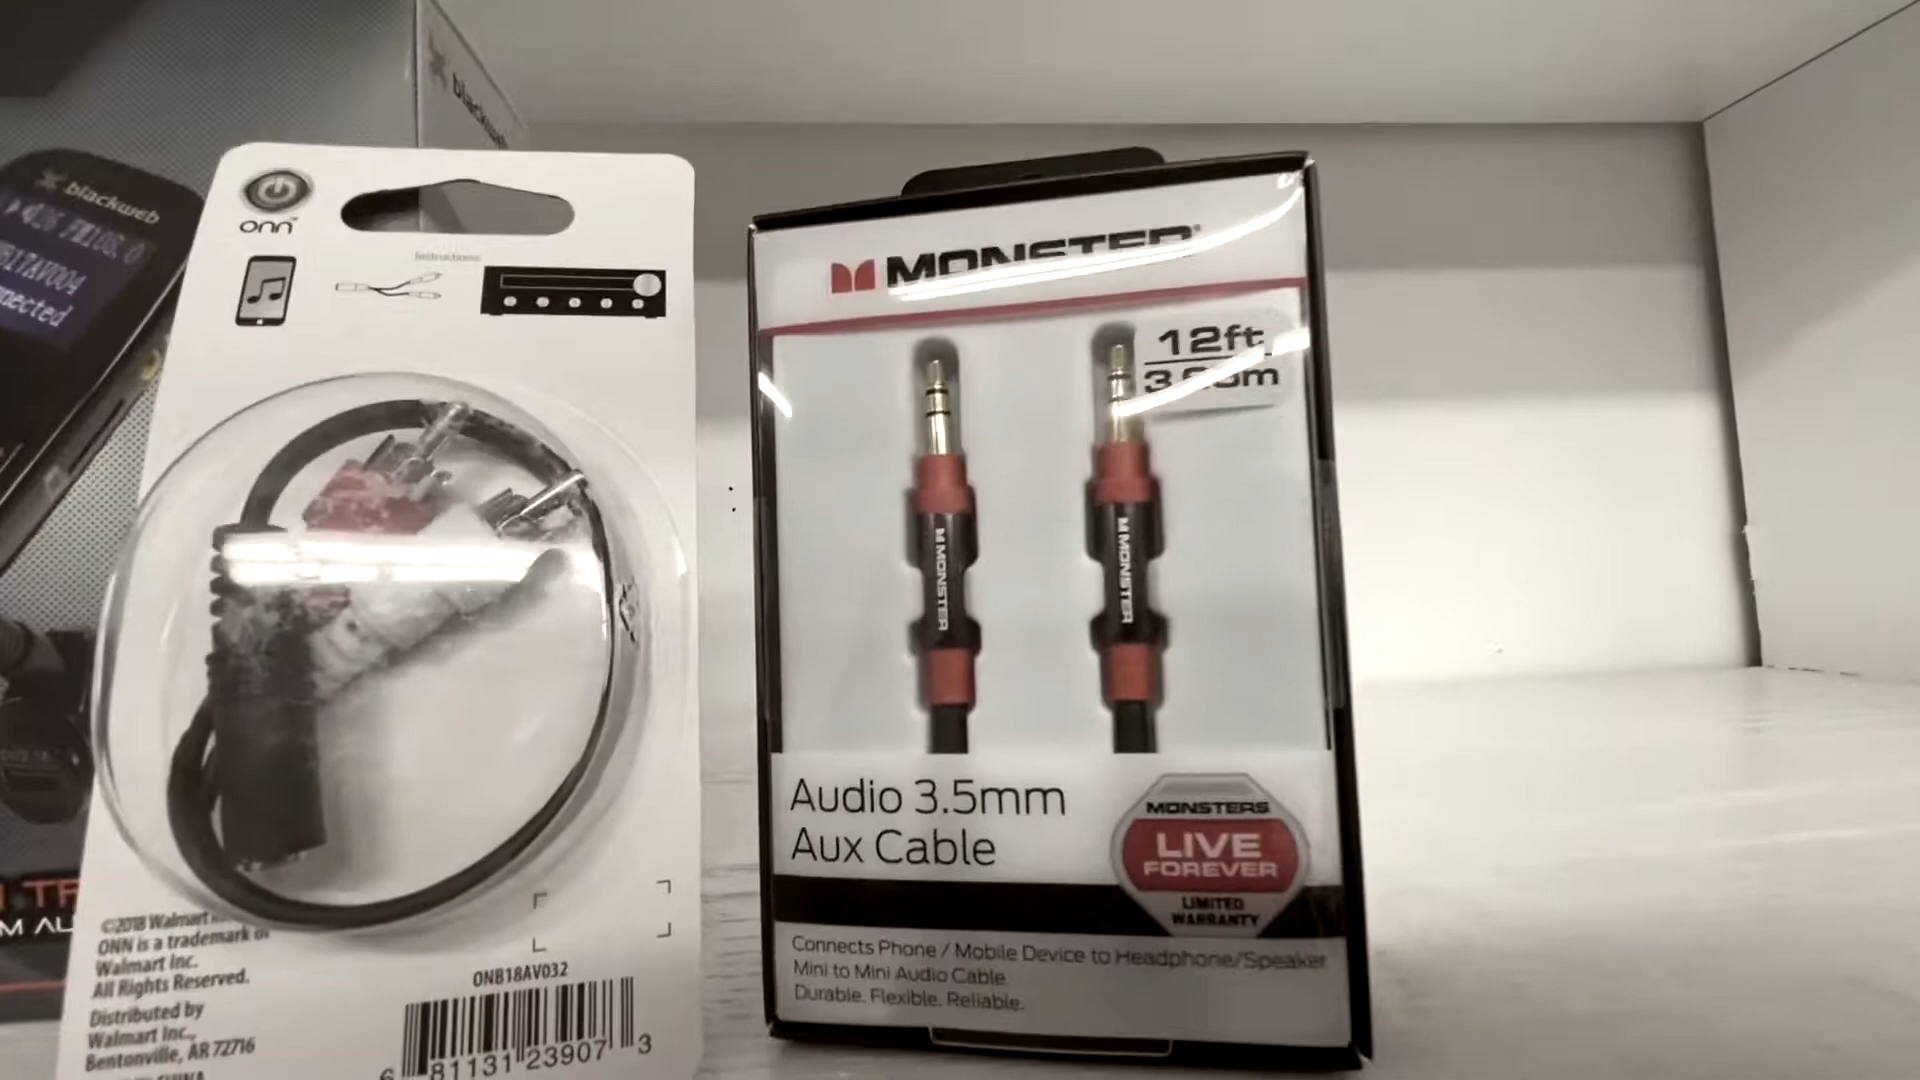 blackweb
blackweb
onn
Instructions:
©2018 Walmart
ONN is a trademark of
Walmart Inc.
All Rights Reserved.
Distributed by
Walmart Inc.,
Bentonville, AR 72716
ONB18AV032
6 81131 23907 3
MONSTER
12ft
MONSTER
MONSTER
Audio 3.5mm
Aux Cable
MONSTERS
LIVE
FOREVER
LIMITED
WARRANTY
Connects Phone / Mobile Device to Headphone/Speaker
Mini to Mini Audio Cable
Durable. Flexible. Reliable.